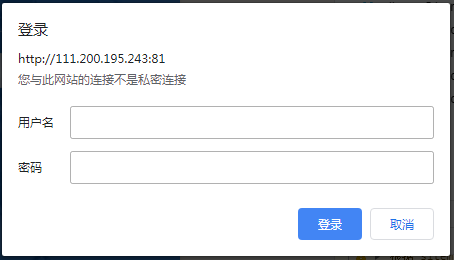 登录
http://111.200.195.243:81
您与此网站的连接不是私密连接
用户名
密码
登录 取消